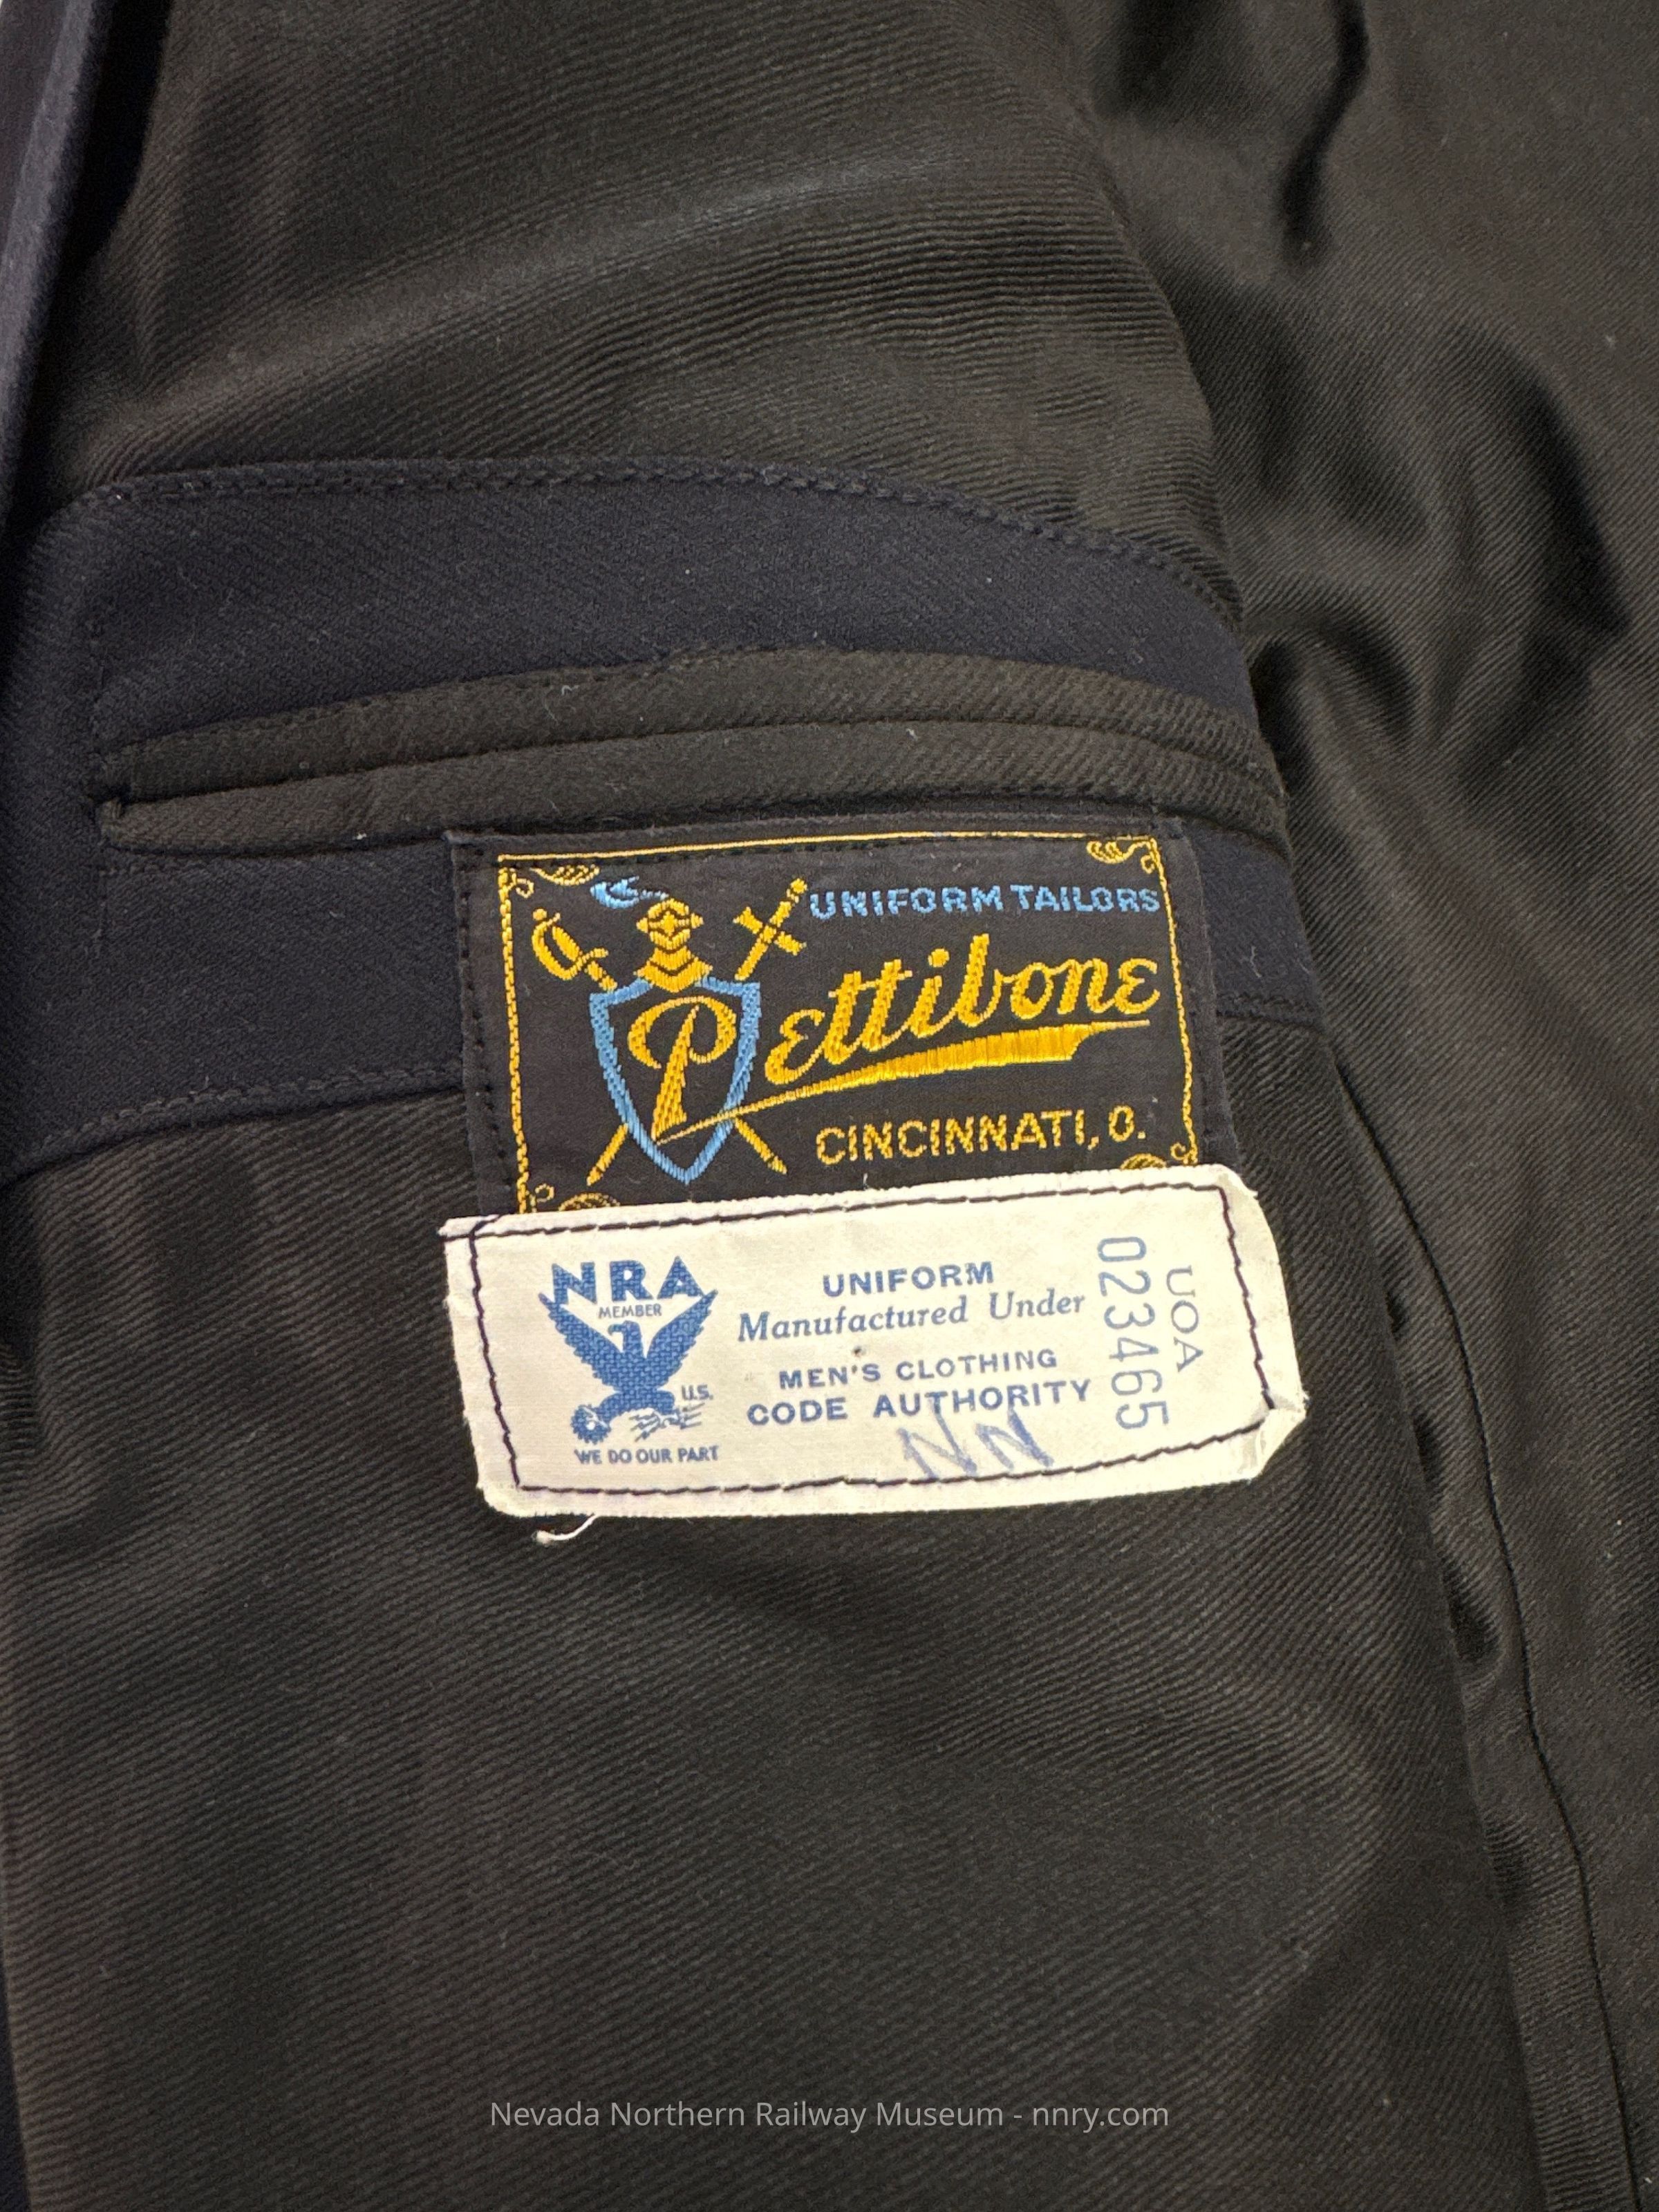 UNIFORM TAILORS
Pettibone
CINCINNATI, O.
NRA
MEMBER
U.S.
WE DO OUR PART
UNIFORM
Manufactured Under
MEN'S CLOTHING
CODE AUTHORITY
NN
UOA
023465
Nevada Northern Railway Museum - nnry.com